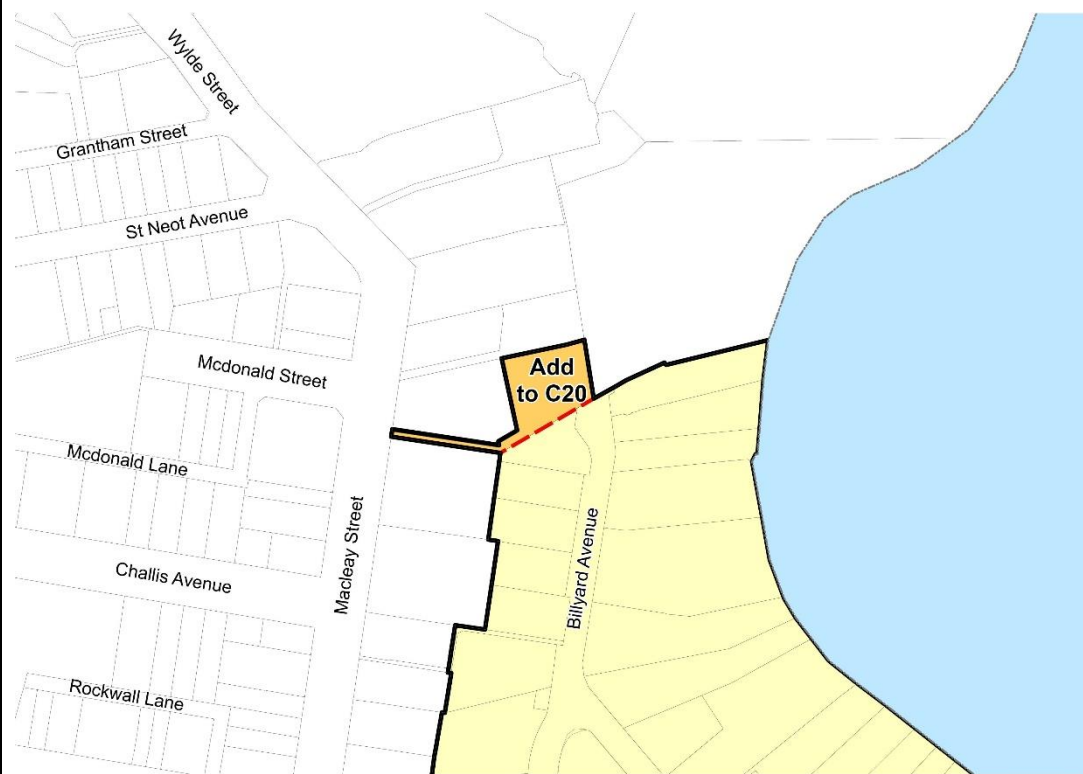 Wylde Street
Grantham Street
St Neot Avenue
Mcdonald Street
Add
to C20
Mcdonald Lane
Macleay Street
Billyard Avenue
Challis Avenue
Rockwall Lane